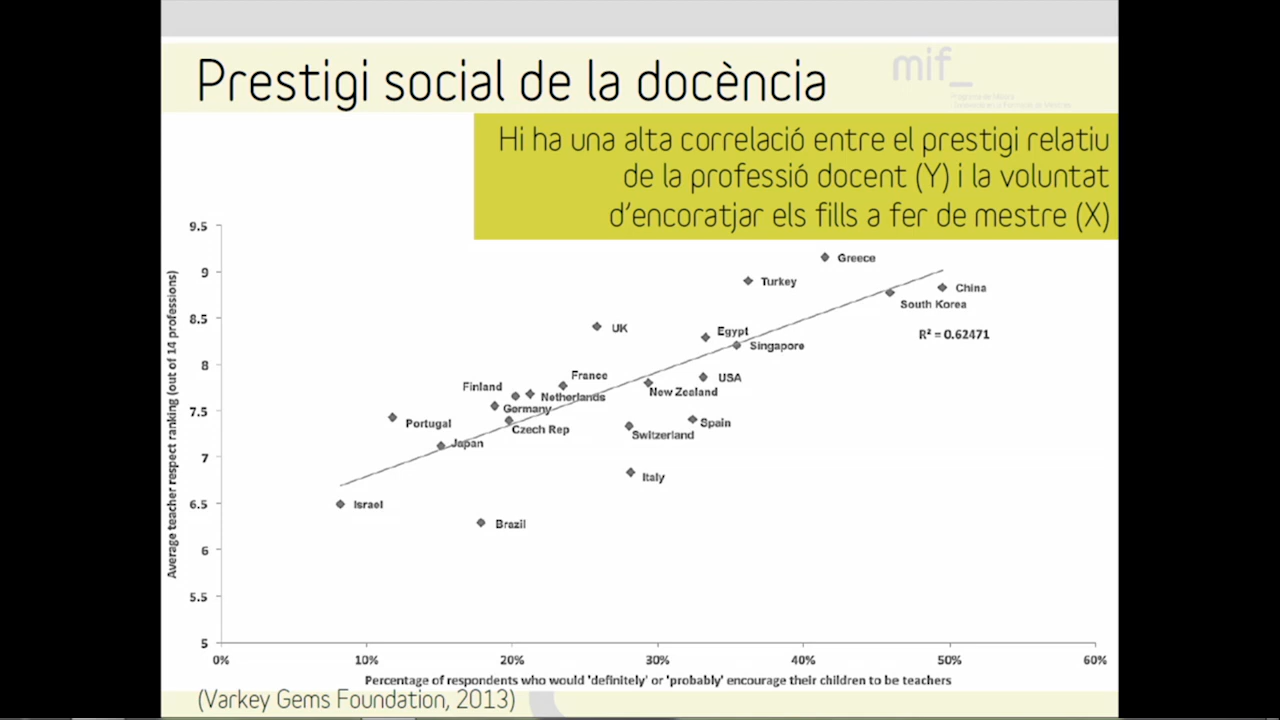 Prestigi social de la docència
mif_
Hi ha una alta correlació entre el prestigi relatiu
de la professió docent (Y) i la voluntat
d'encoratjar els fills a fer de mestre (X)
Average teacher respect ranking (out of 14 professions)
9.5
9
8.5
8
7.5
7
6.5
6
5.5
5
Greece
Turkey
China
South Korea
UK
Egypt
R² = 0.62471
Singapore
France
USA
Finland
New Zealand
Netherlands
Germany
Portugal
Spain
Czech Rep
Switzerland
Japan
Italy
Israel
Brazil
0%
10%
20%
30%
40%
50%
60%
Percentage of respondents who would 'definitely' or 'probably' encourage their children to be teachers
(Varkey Gems Foundation, 2013)